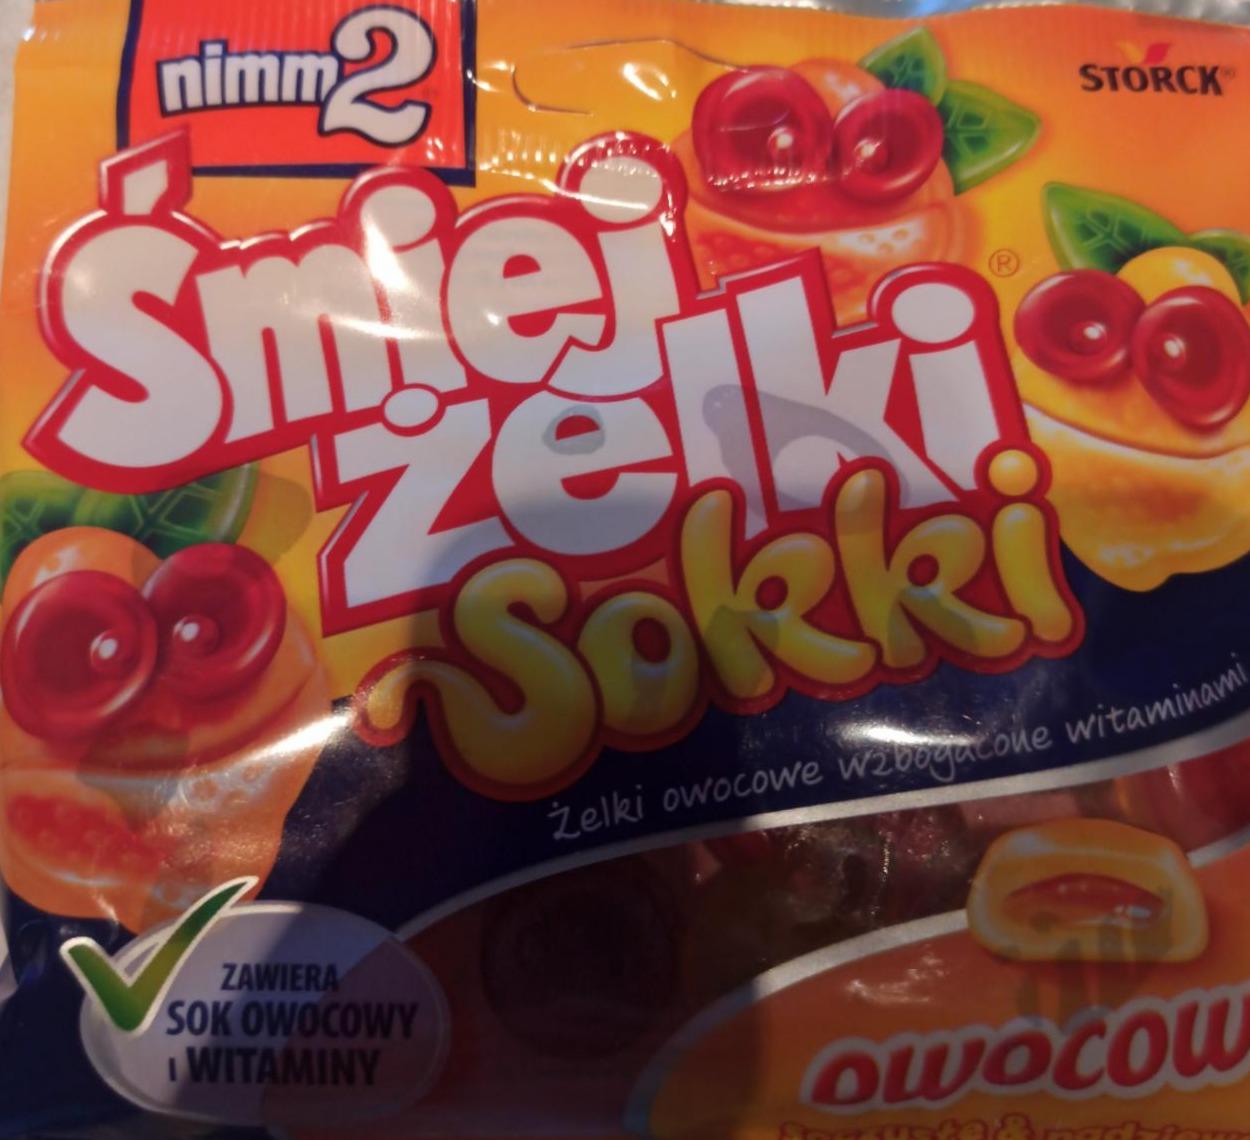 nimm2
STORCK®
Śmiej
żelki®
Sokki
żelki owocowe wzbogacone witaminami
ZAWIERA
SOK OWOCOWY
i WITAMINY
owocow